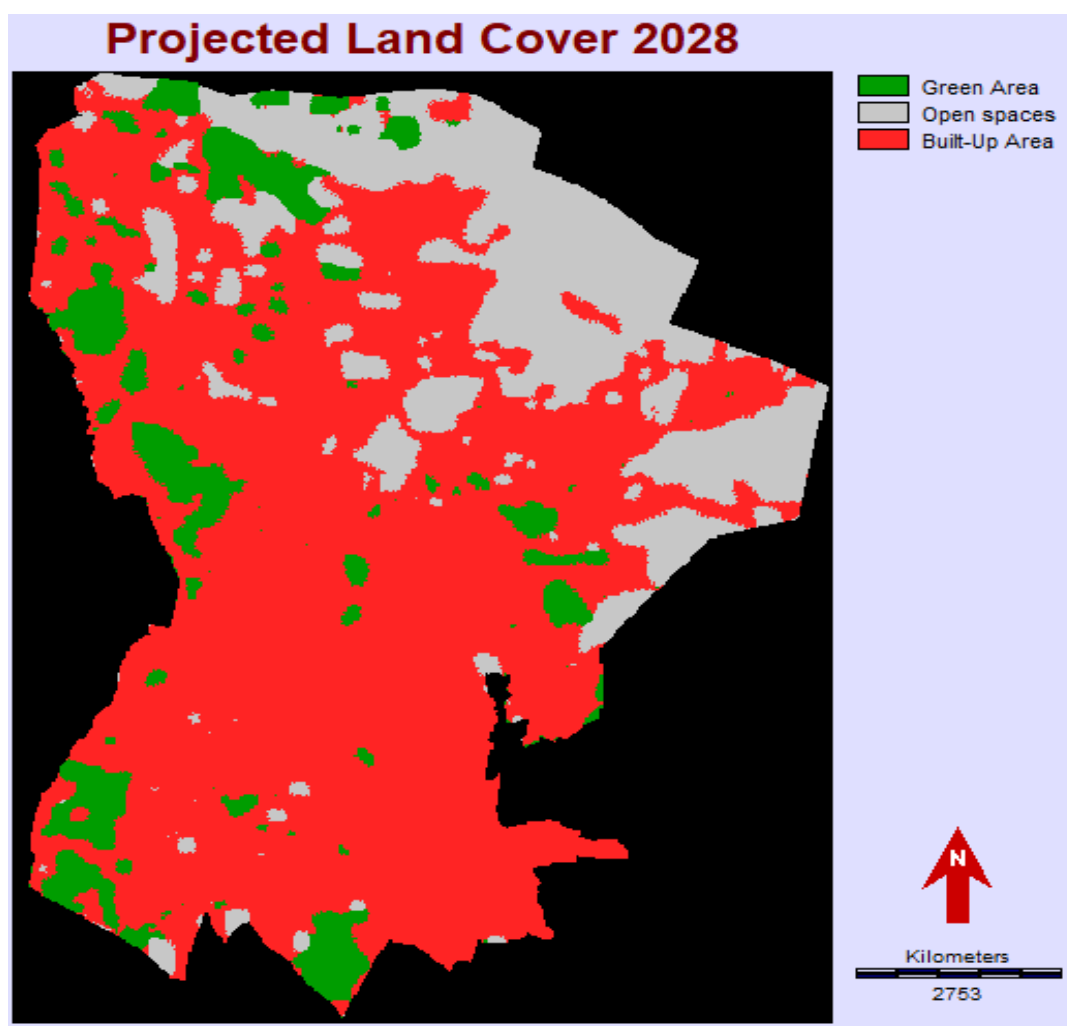 Projected Land Cover 2028
Green Area
Open spaces
Built-Up Area
N
Kilometers
2753